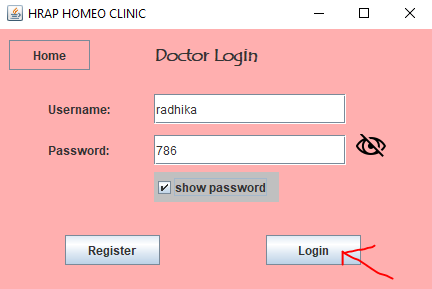 HRAP HOMEO CLINIC
Home
Doctor Login
Username: radhika
Password: 786
show password
Register Login